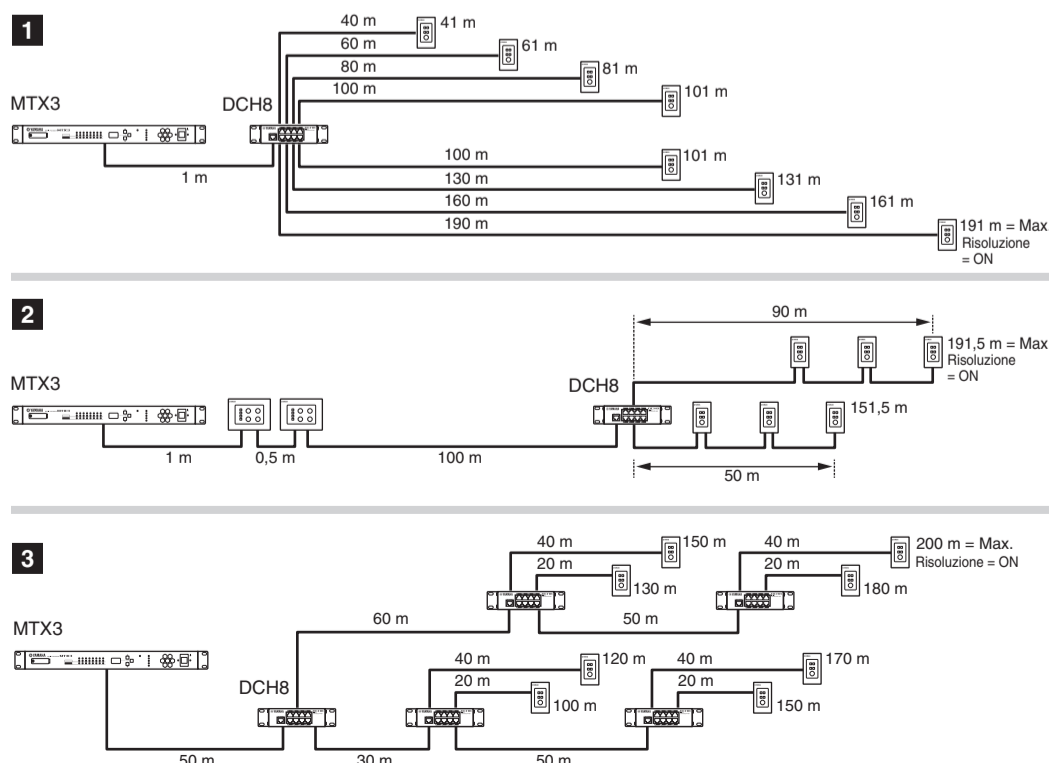 1
40 m
41 m
60 m
61 m
80 m
81 m
100 m
101 m
MTX3
DCH8
1 m
100 m
101 m
130 m
131 m
160 m
161 m
190 m
191 m = Max.
Risoluzione
= ON
2
90 m
191,5 m = Max.
Risoluzione
= ON
MTX3
DCH8
151,5 m
1 m
0,5 m
100 m
50 m
3
40 m
150 m
20 m
130 m
40 m
200 m = Max.
Risoluzione = ON
20 m
180 m
60 m
50 m
MTX3
DCH8
40 m
120 m
20 m
100 m
40 m
170 m
20 m
150 m
50 m
30 m
50 m